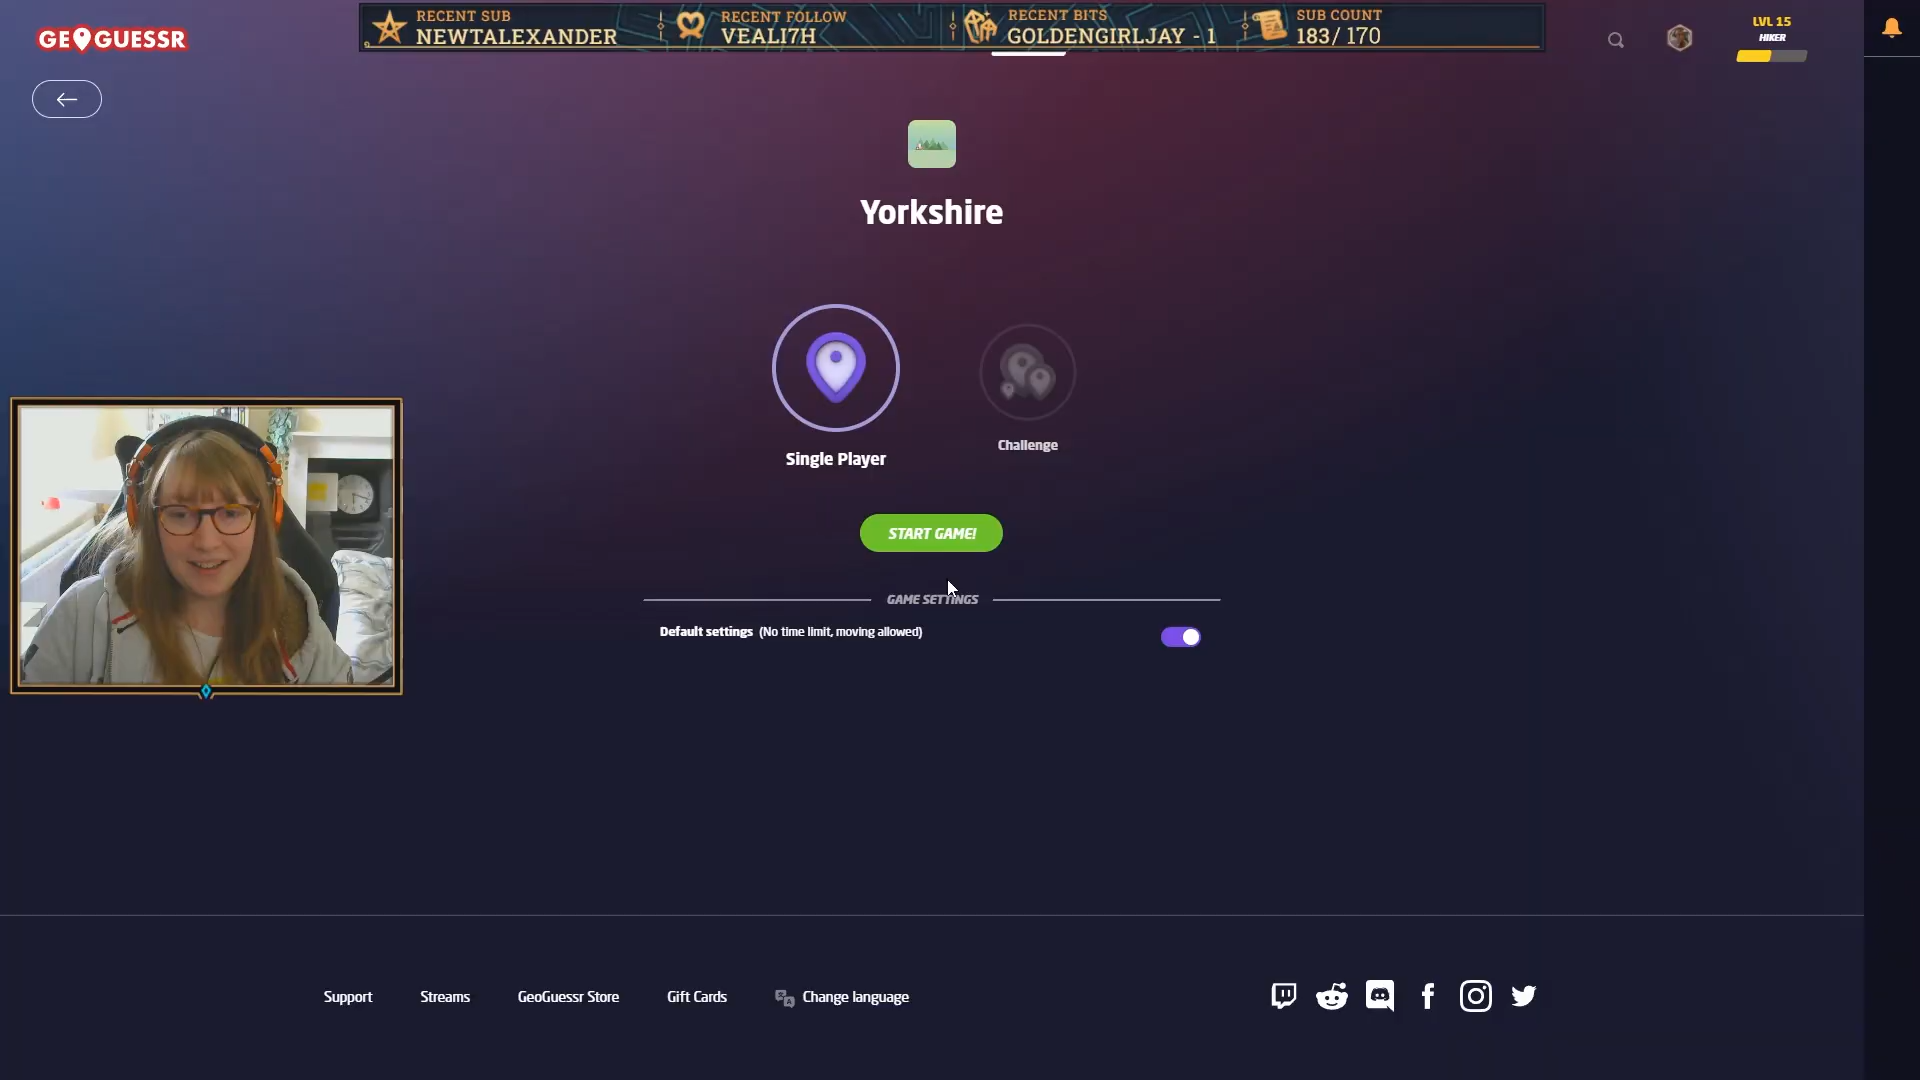 GEOGUESSR
RECENT SUB
NEWTALEXANDER
RECENT FOLLOW
VEALI7H
RECENT BITS
GOLDENGIRLJAY - 1
SUB COUNT
183/ 170
LVL 15
HIKER
Yorkshire
Single Player
Challenge
START GAME!
GAME SETTINGS
Default settings (No time limit, moving allowed)
Support
Streams
GeoGuessr Store
Gift Cards
Change language